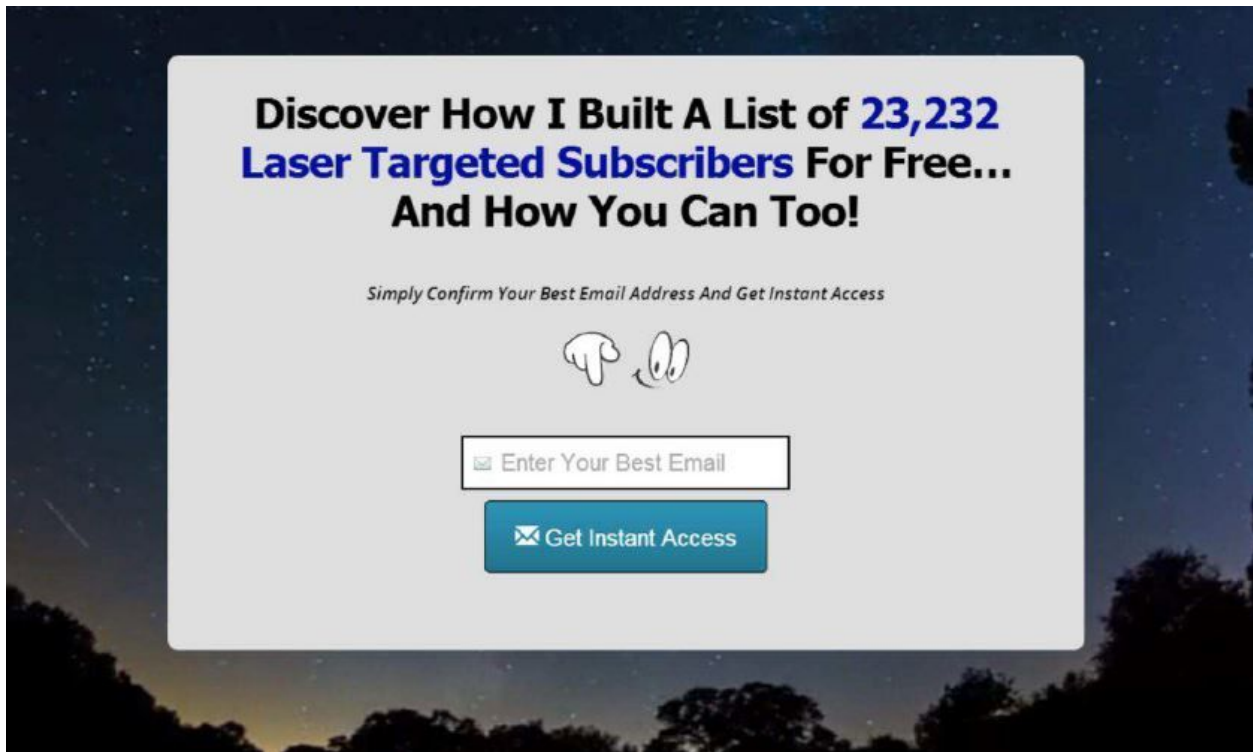 Discover How I Built A List of 23,232
Laser Targeted Subscribers For Free...
And How You Can Too!
Simply Confirm Your Best Email Address And Get Instant Access
Enter Your Best Email
Get Instant Access